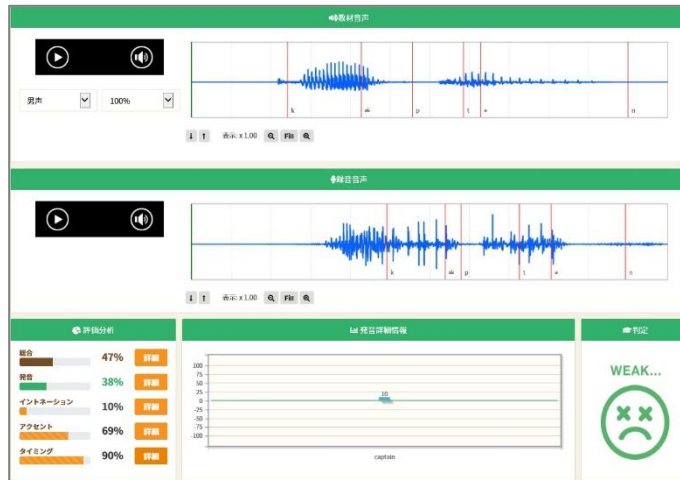 教材音声
男声
100%
k æ p t ə n
表示: x 1.00
Fit
録音音声
k æ p t ə n
表示: x 1.00
Fit
評価分析
総合
47%
詳細
発音
38%
詳細
イントネーション
10%
詳細
アクセント
69%
詳細
タイミング
90%
詳細
発音詳細情報
100
75
50
25
0
-25
-50
-75
-100
10
captain
判定
WEAK...